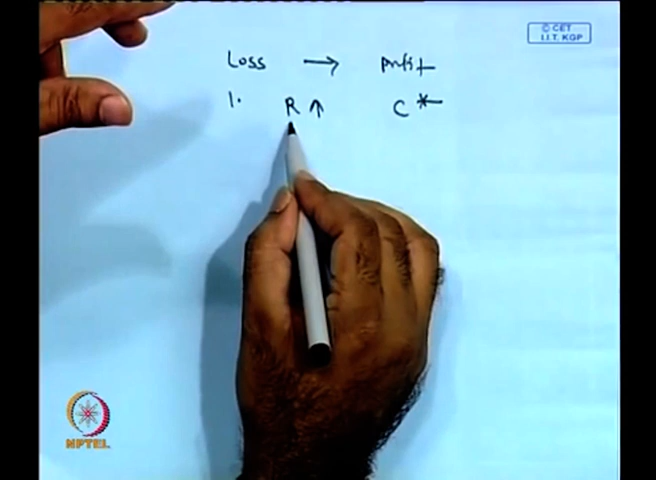 © CET
I.I.T. KGP
Loss → Profit
1. R ↑ C *
NPTEL